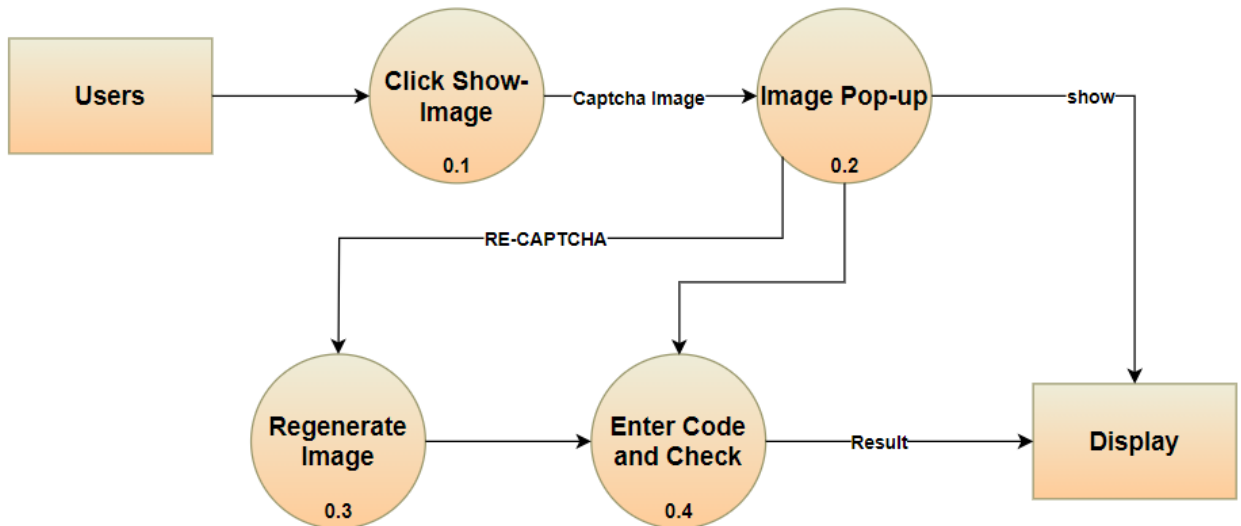 Users
Click Show-
Image
0.1
Captcha Image
Image Pop-up
0.2
show
RE-CAPTCHA
Regenerate
Image
0.3
Enter Code
and Check
0.4
Result
Display